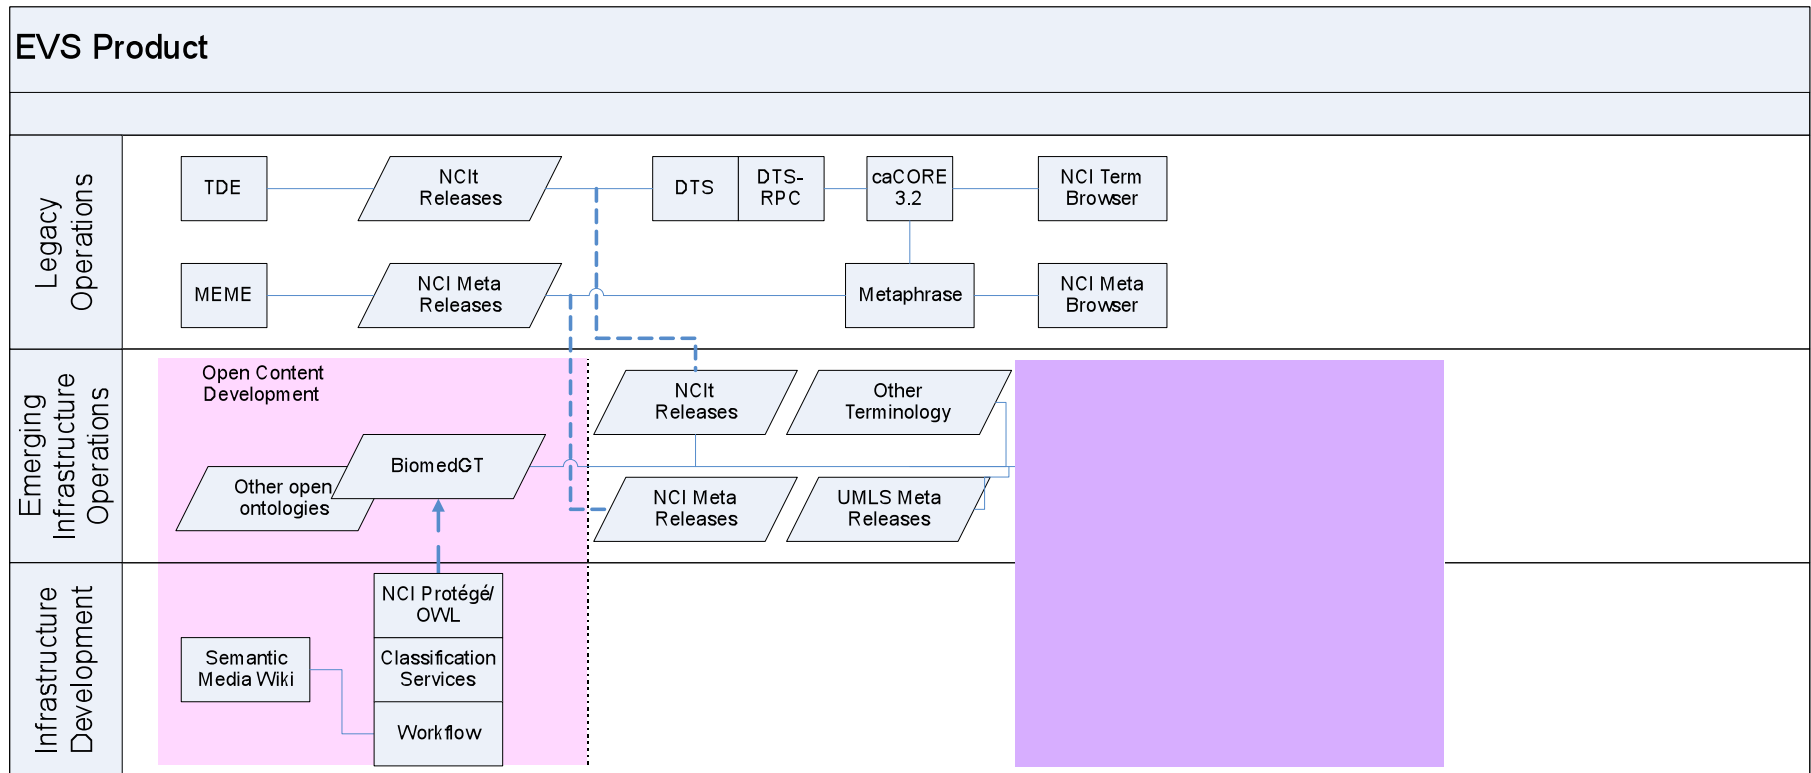 EVS Product
Legacy
Operations
TDE
NCIt
Releases
DTS
DTS-
RPC
caCORE
3.2
NCI Term
Browser
MEME
NCI Meta
Releases
Metaphrase
NCI Meta
Browser
Emerging
Infrastructure
Operations
Open Content
Development
NCIt
Releases
Other
Terminology
BiomedGT
Other open
ontologies
NCI Meta
Releases
UMLS Meta
Releases
Infrastructure
Development
NCI Protégé/
OWL
Semantic
Media Wiki
Classification
Services
Workflow